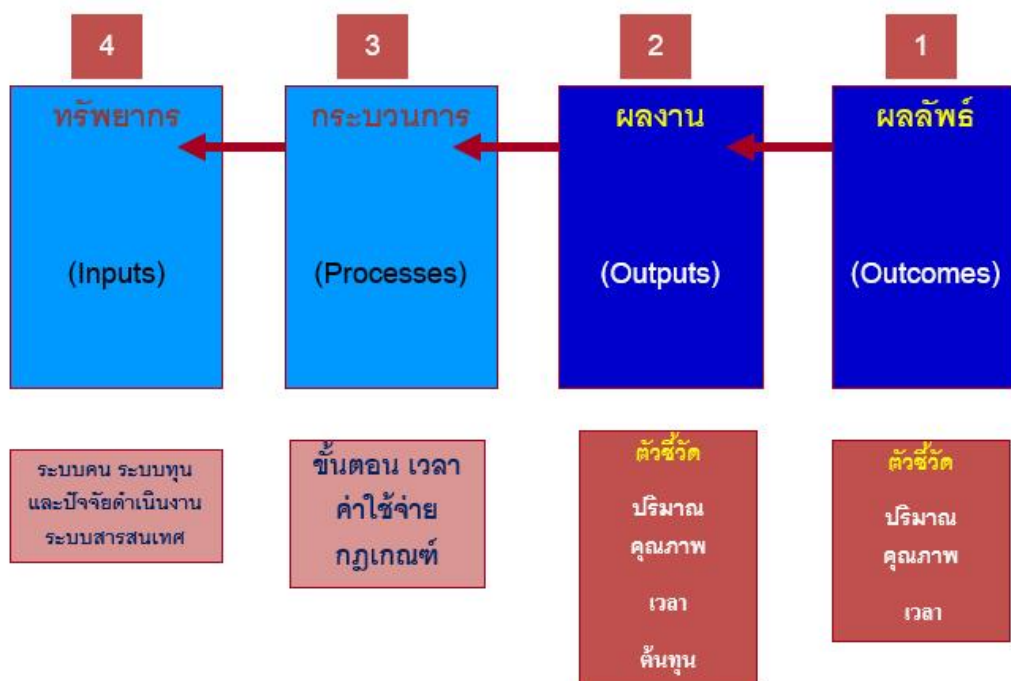 4
3
2
1
ทรัพยากร
กระบวนการ
ผลงาน
ผลลัพธ์
(Inputs)
(Processes)
(Outputs)
(Outcomes)
ระบบคน ระบบทุน
และปัจจัยดำเนินงาน
ระบบสารสนเทศ
ขั้นตอน เวลา
ค่าใช้จ่าย
กฎเกณฑ์
ตัวชี้วัด
ปริมาณ
คุณภาพ
เวลา
ต้นทุน
ตัวชี้วัด
ปริมาณ
คุณภาพ
เวลา